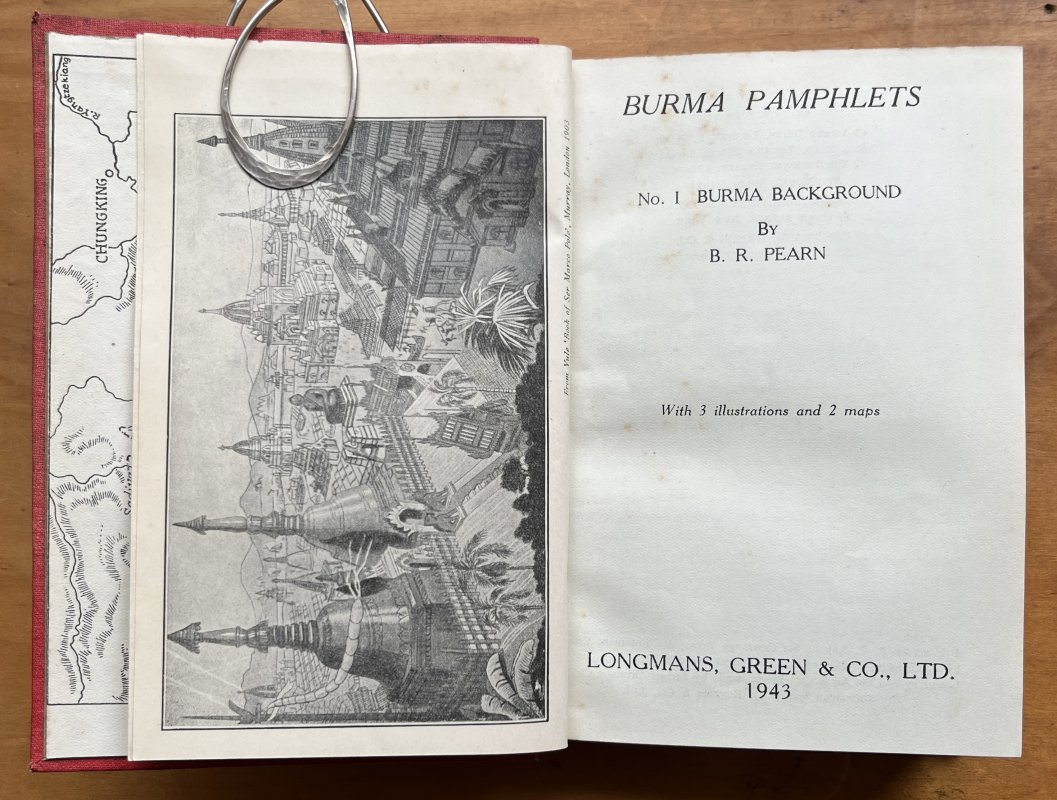 R. Yangtzekiang
CHUNGKING
From Yule 'Book of Ser Marco Polo', Murray, London 1903
BURMA PAMPHLETS
No. 1 BURMA BACKGROUND
By
B. R. PEARN
With 3 illustrations and 2 maps
LONGMANS, GREEN & CO., LTD.
1943